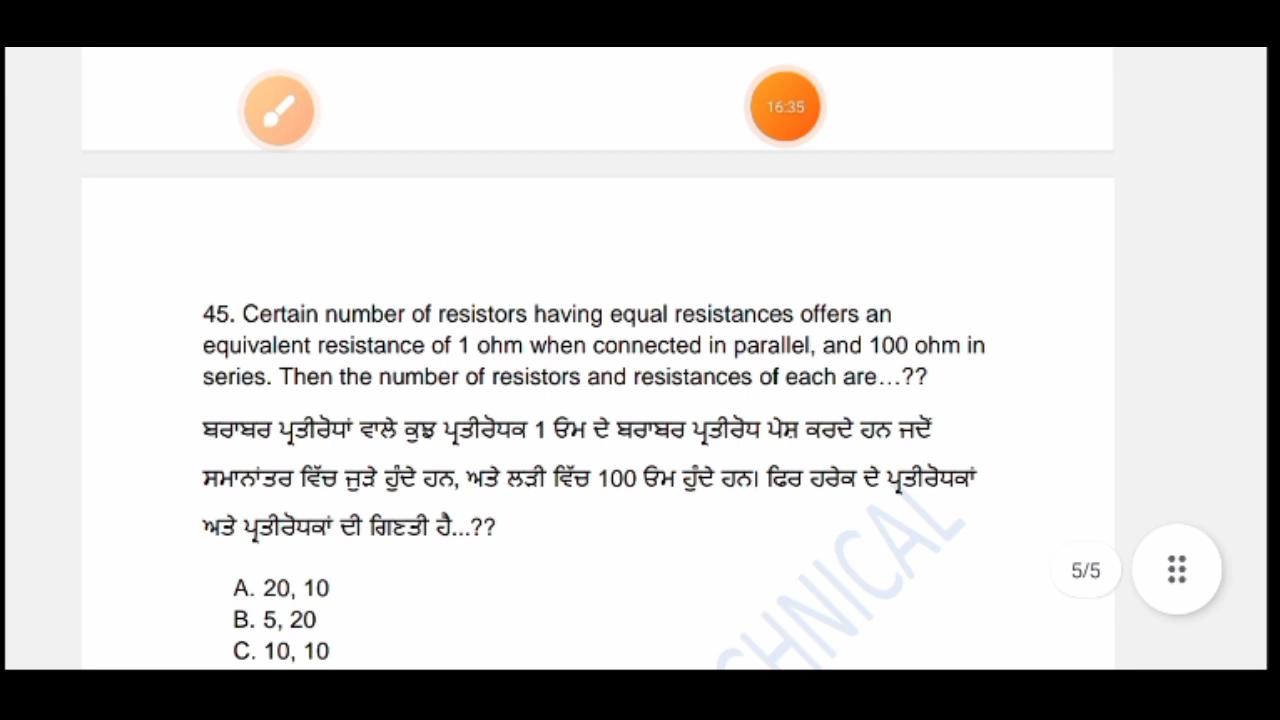 16:35
45. Certain number of resistors having equal resistances offers an
equivalent resistance of 1 ohm when connected in parallel, and 100 ohm in
series. Then the number of resistors and resistances of each are...??
ਬਰਾਬਰ ਪ੍ਰਤੀਰੋਧਾਂ ਵਾਲੇ ਕੁਝ ਪ੍ਰਤੀਰੋਧਕ 1 ਓਮ ਦੇ ਬਰਾਬਰ ਪ੍ਰਤੀਰੋਧ ਪੇਸ਼ ਕਰਦੇ ਹਨ ਜਦੋਂ
ਸਮਾਨਾਂਤਰ ਵਿੱਚ ਜੁੜੇ ਹੁੰਦੇ ਹਨ, ਅਤੇ ਲੜੀ ਵਿੱਚ 100 ਓਮ ਹੁੰਦੇ ਹਨ। ਫਿਰ ਹਰੇਕ ਦੇ ਪ੍ਰਤੀਰੋਧਕਾਂ
ਅਤੇ ਪ੍ਰਤੀਰੋਧਕਾਂ ਦੀ ਗਿਣਤੀ ਹੈ...??
A. 20, 10
B. 5, 20
C. 10, 10
HNICAL
5/5